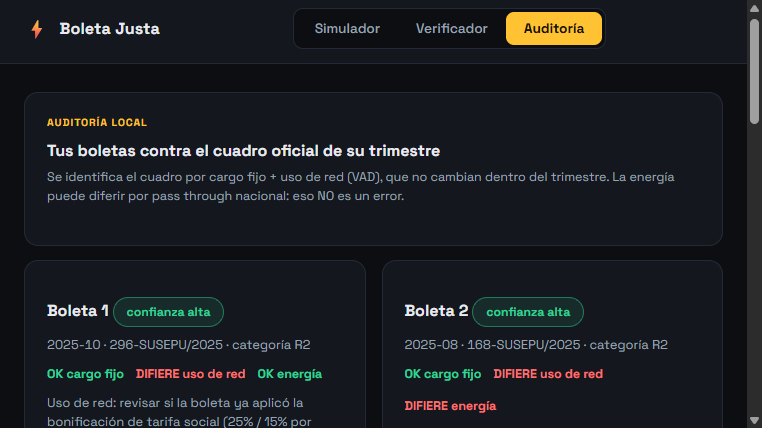 Boleta Justa
Simulador
Verificador
Auditoría
AUDITORÍA LOCAL
Tus boletas contra el cuadro oficial de su trimestre
Se identifica el cuadro por cargo fijo + uso de red (VAD), que no cambian dentro del trimestre. La energía
puede diferir por pass through nacional: eso NO es un error.
Boleta 1 confianza alta
2025-10 · 296-SUSEPU/2025 · categoría R2
OK cargo fijo DIFIERE uso de red OK energía
Uso de red: revisar si la boleta ya aplicó la
bonificación de tarifa social (25% / 15% por
Boleta 2 confianza alta
2025-08 · 168-SUSEPU/2025 · categoría R2
OK cargo fijo DIFIERE uso de red
DIFIERE energía